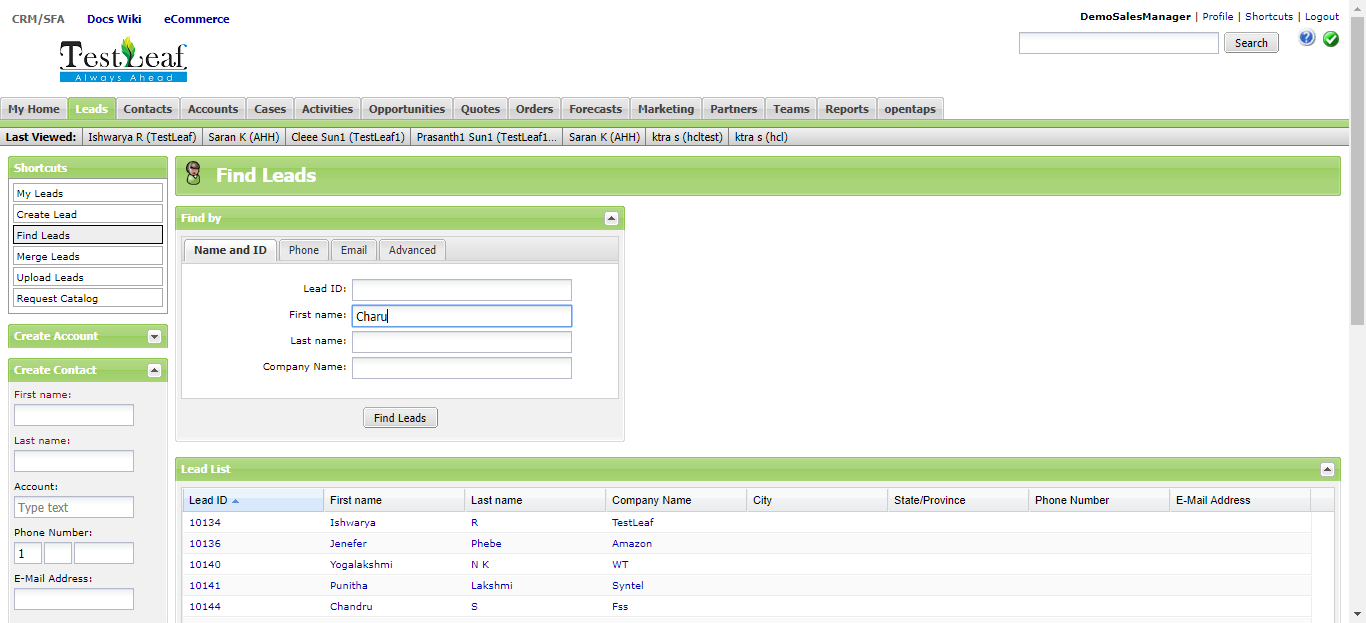 CRM/SFA Docs Wiki eCommerce
DemoSalesManager | Profile | Shortcuts | Logout
TestLeaf
Always Ahead
Search
?
My Home Leads Contacts Accounts Cases Activities Opportunities Quotes Orders Forecasts Marketing Partners Teams Reports opentaps
Last Viewed: Ishwarya R (TestLeaf) Saran K (AHH) Cleee Sun1 (TestLeaf1) Prasanth1 Sun1 (TestLeaf1... Saran K (AHH) ktra s (hcltest) ktra s (hcl)
Shortcuts
My Leads
Create Lead
Find Leads
Merge Leads
Upload Leads
Request Catalog
Create Account
Create Contact
First name:
Last name:
Account:
Type text
Phone Number:
1
E-Mail Address:
Find Leads
Find by
Name and ID Phone Email Advanced
Lead ID:
First name: Charu
Last name:
Company Name:
Find Leads
Lead List
Lead ID First name Last name Company Name City State/Province Phone Number E-Mail Address
10134 Ishwarya R TestLeaf
10136 Jenefer Phebe Amazon
10140 Yogalakshmi N K WT
10141 Punitha Lakshmi Syntel
10144 Chandru S Fss